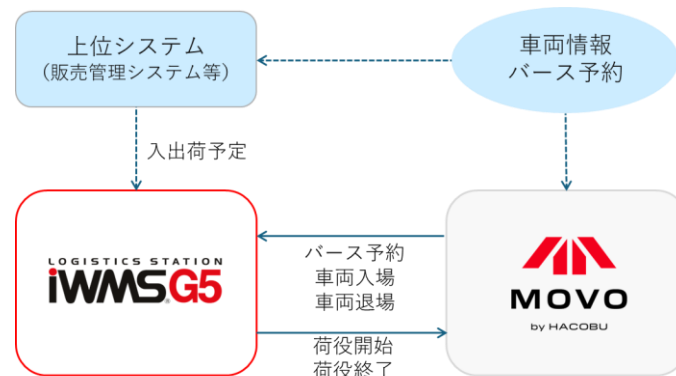 上位システム
(販売管理システム等)
車両情報
バース予約
入出荷予定
LOGISTICS STATION
iWMS G5
バース予約
車両入場
車両退場
MOVO
by HACOBU
荷役開始
荷役終了